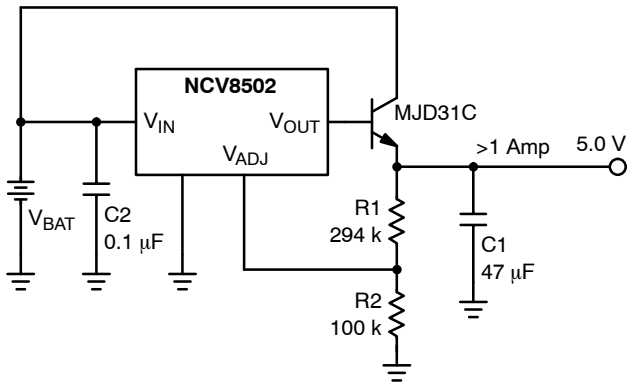 NCV8502
V_IN
V_OUT
V_ADJ
MJD31C
>1 Amp
5.0 V
V_BAT
C2
0.1 μF
R1
294 k
C1
47 μF
R2
100 k